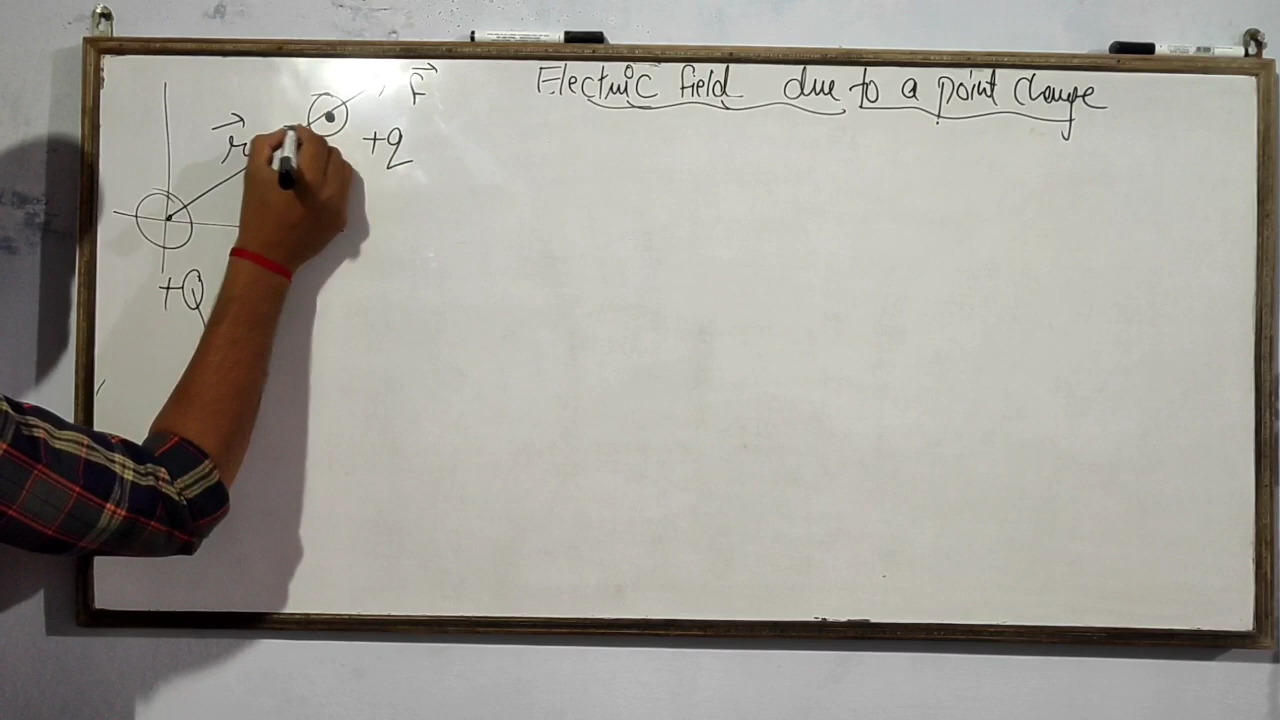 Electric field due to a point charge
F⃗
r⃗
+q
+Q